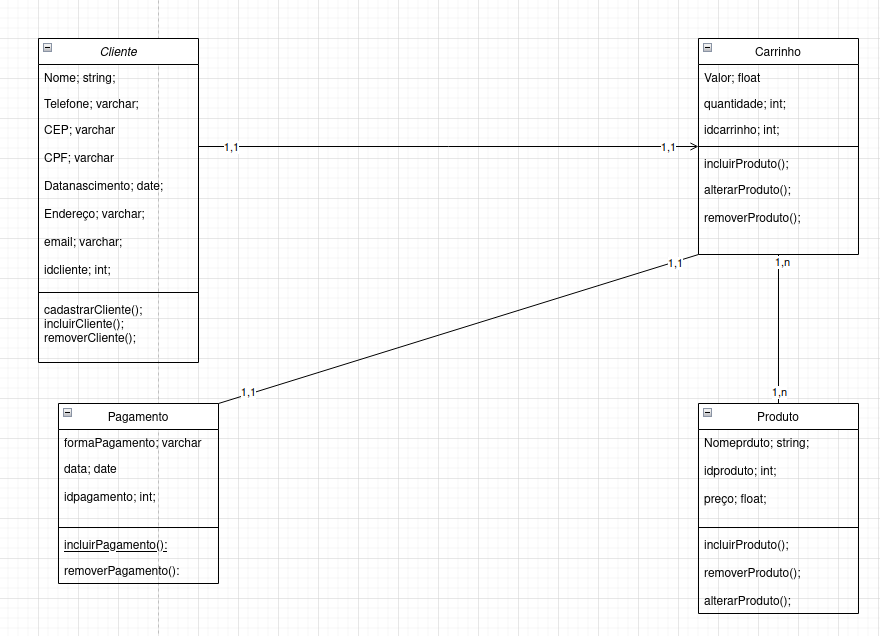 Cliente
Nome; string;
Telefone; varchar;
CEP; varchar
CPF; varchar
Datanascimento; date;
Endereço; varchar;
email; varchar;
idcliente; int;
cadastrarCliente();
incluirCliente();
removerCliente();
1,1
1,1
Carrinho
Valor; float
quantidade; int;
idcarrinho; int;
incluirProduto();
alterarProduto();
removerProduto();
1,1
1,n
1,1
1,n
Pagamento
formaPagamento; varchar
data; date
idpagamento; int;
incluirPagamento():
removerPagamento():
Produto
Nomeprduto; string;
idproduto; int;
preço; float;
incluirProduto();
removerProduto();
alterarProduto();